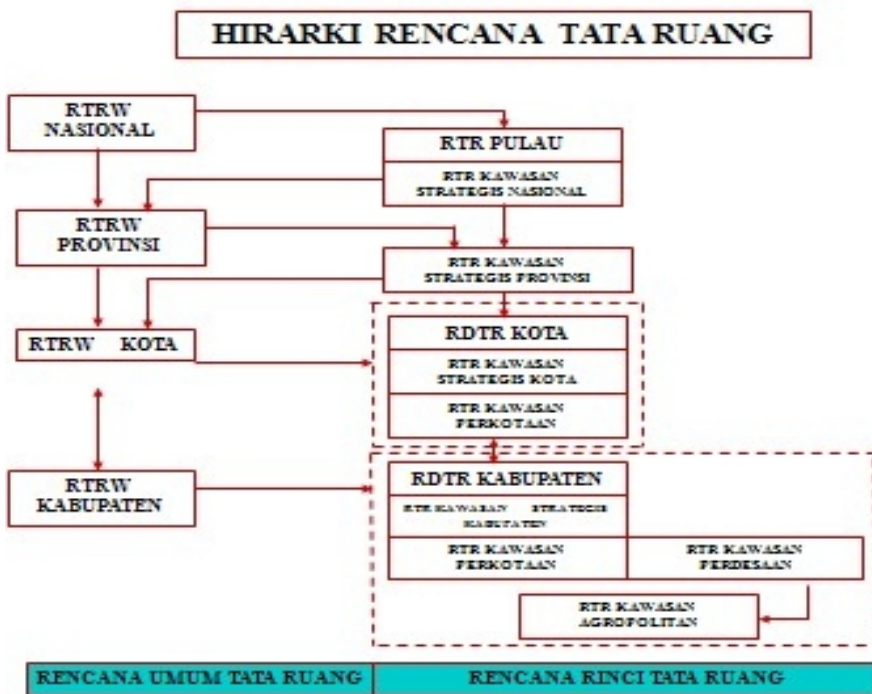 HIRARKI RENCANA TATA RUANG
RTRW
NASIONAL
RTR PULAU
RTR KAWASAN
STRATEGIS NASIONAL
RTRW
PROVINSI
RTR KAWASAN
STRATEGIS PROVINSI
RTRW KOTA
RDTR KOTA
RTR KAWASAN
STRATEGIS KOTA
RTR KAWASAN
PERKOTAAN
RTRW
KABUPATEN
RDTR KABUPATEN
RTR KAWASAN STRATEGIS
KABUPATEN
RTR KAWASAN
PERKOTAAN
RTR KAWASAN
PERDESAAN
RTR KAWASAN
AGROPOLITAN
RENCANA UMUM TATA RUANG
RENCANA RINCI TATA RUANG